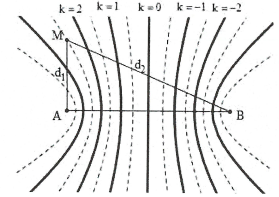 k = 2 k = 1 k = 0 k = -1 k = -2
M
d₂
d₁
A B